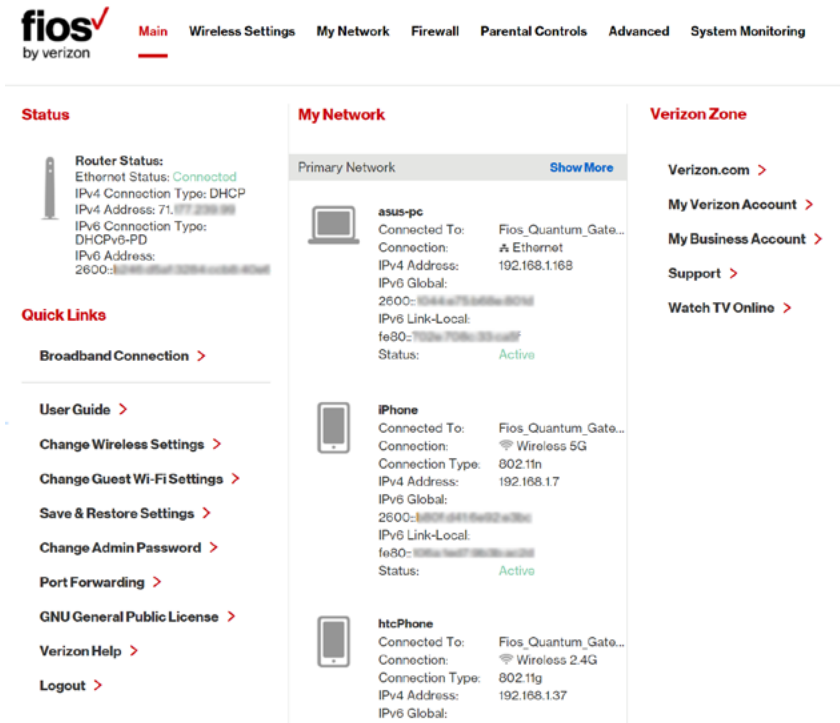 fios
by verizon
Main Wireless Settings My Network Firewall Parental Controls Advanced System Monitoring
Status
Router Status:
Ethernet Status: Connected
IPv4 Connection Type: DHCP
IPv4 Address: 71.
IPv6 Connection Type:
DHCPv6-PD
IPv6 Address:
2600::
Quick Links
Broadband Connection >
User Guide >
Change Wireless Settings >
Change Guest Wi-Fi Settings >
Save & Restore Settings >
Change Admin Password >
Port Forwarding >
GNU General Public License >
Verizon Help >
Logout >
My Network
Primary Network Show More
asus-pc
Connected To: Fios_Quantum_Gate...
Connection: Ethernet
IPv4 Address: 192.168.1.168
IPv6 Global:
2600::
IPv6 Link-Local:
fe80::
Status: Active
iPhone
Connected To: Fios_Quantum_Gate...
Connection: Wireless 5G
Connection Type: 802.11n
IPv4 Address: 192.168.1.7
IPv6 Global:
2600::
IPv6 Link-Local:
fe80::
Status: Active
htcPhone
Connected To: Fios_Quantum_Gate...
Connection: Wireless 2.4G
Connection Type: 802.11g
IPv4 Address: 192.168.1.37
IPv6 Global:
Verizon Zone
Verizon.com >
My Verizon Account >
My Business Account >
Support >
Watch TV Online >